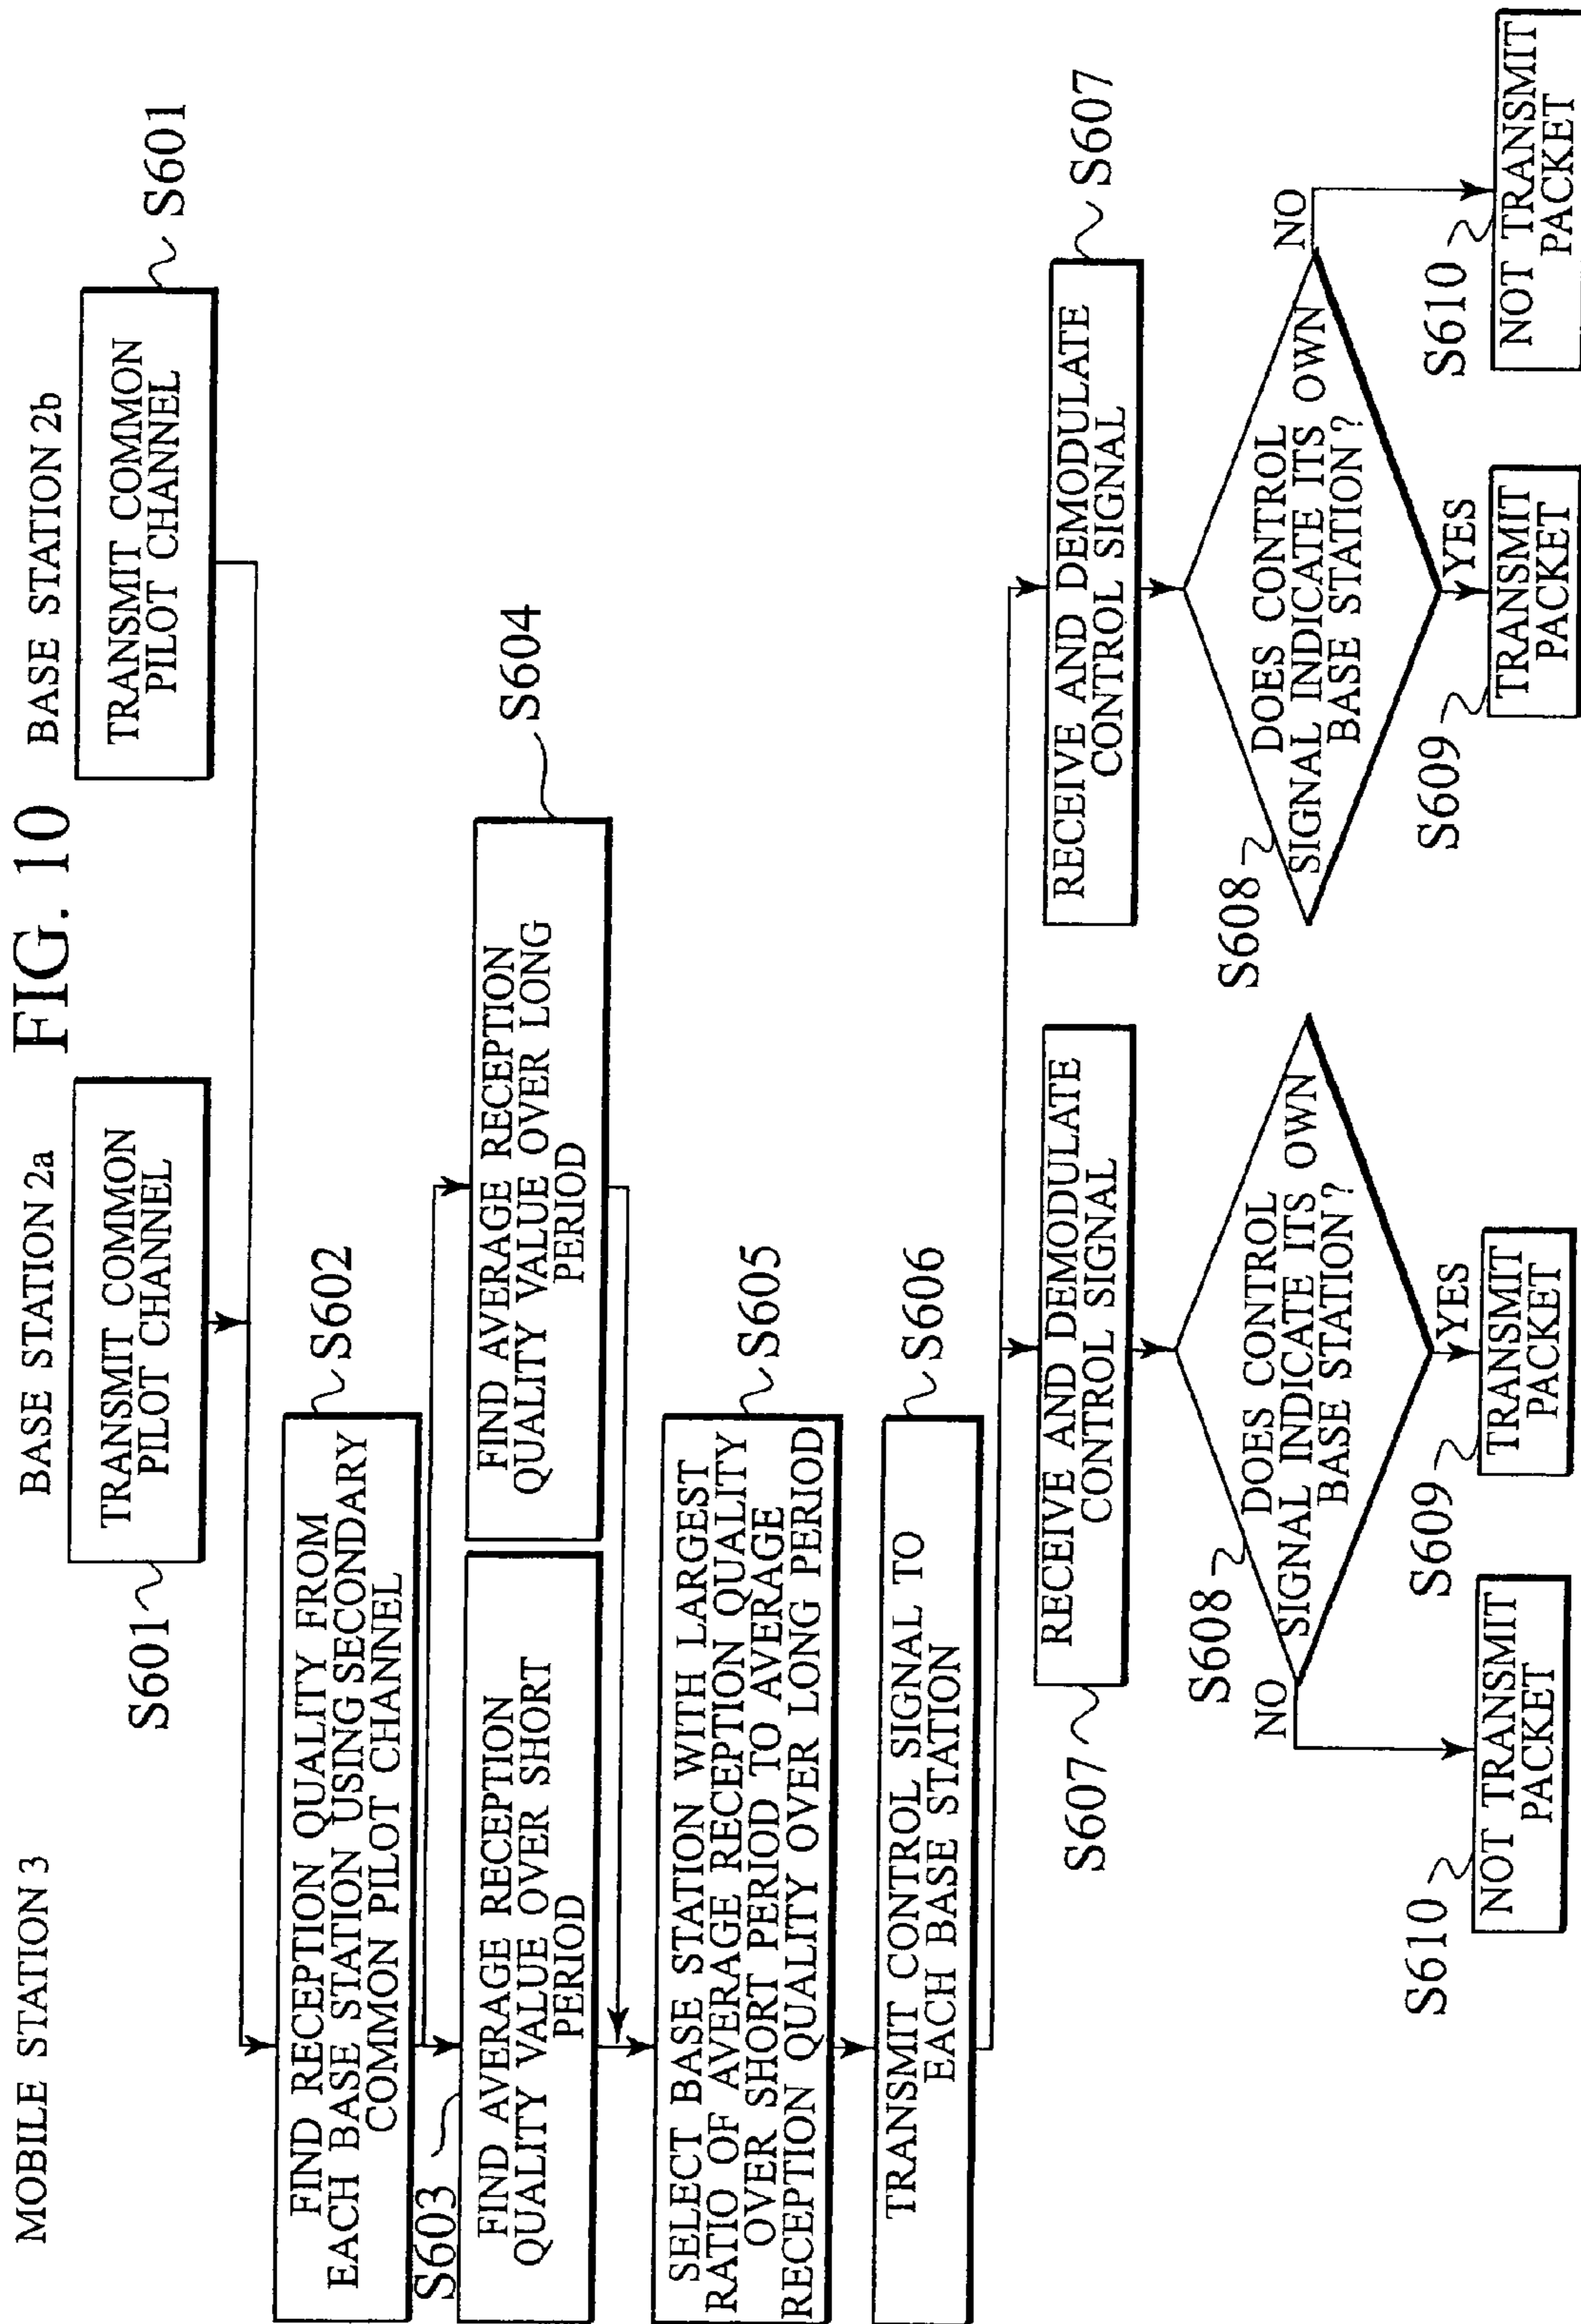 FIG. 10
MOBILE STATION 3
BASE STATION 2a
BASE STATION 2b
S601
TRANSMIT COMMON
PILOT CHANNEL
TRANSMIT COMMON
PILOT CHANNEL
S601
FIND RECEPTION QUALITY FROM
EACH BASE STATION USING SECONDARY
COMMON PILOT CHANNEL
S602
S603
FIND AVERAGE RECEPTION
QUALITY VALUE OVER SHORT
PERIOD
FIND AVERAGE RECEPTION
QUALITY VALUE OVER LONG
PERIOD
S604
SELECT BASE STATION WITH LARGEST
RATIO OF AVERAGE RECEPTION QUALITY
OVER SHORT PERIOD TO AVERAGE
RECEPTION QUALITY OVER LONG PERIOD
S605
TRANSMIT CONTROL SIGNAL TO
EACH BASE STATION
S606
S607
RECEIVE AND DEMODULATE
CONTROL SIGNAL
RECEIVE AND DEMODULATE
CONTROL SIGNAL
S607
S608
DOES CONTROL
SIGNAL INDICATE ITS OWN
BASE STATION ?
NO
YES
S608
DOES CONTROL
SIGNAL INDICATE ITS OWN
BASE STATION ?
NO
YES
S610
NOT TRANSMIT
PACKET
S609
TRANSMIT
PACKET
S609
TRANSMIT
PACKET
S610
NOT TRANSMIT
PACKET